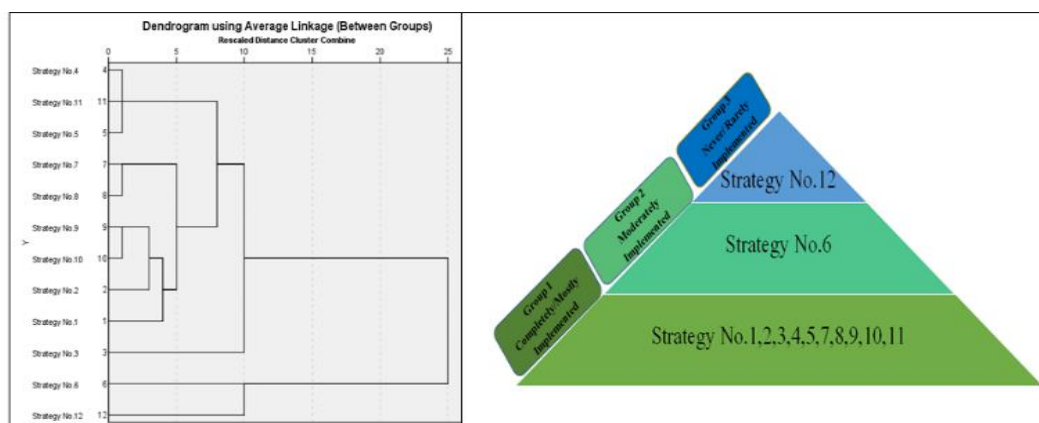 Dendrogram using Average Linkage (Between Groups)
Rescaled Distance Cluster Combine
0 5 10 15 20 25
Strategy No.4 4
Strategy No.11 11
Strategy No.5 5
Strategy No.7 7
Strategy No.8 8
Strategy No.9 9
Strategy No.10 10
Strategy No.2 2
Strategy No.1 1
Strategy No.3 3
Strategy No.6 6
Strategy No.12 12
Y
Group 3
Never/ Rarely
Implemented
Strategy No.12
Group 2
Moderately
Implemented
Strategy No.6
Group 1
Completely/Mostly
Implemented
Strategy No.1,2,3,4,5,7,8,9,10,11